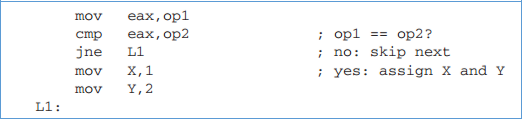 mov eax,op1
cmp eax,op2 ; op1 == op2?
jne L1 ; no: skip next
mov X,1 ; yes: assign X and Y
mov Y,2
L1: